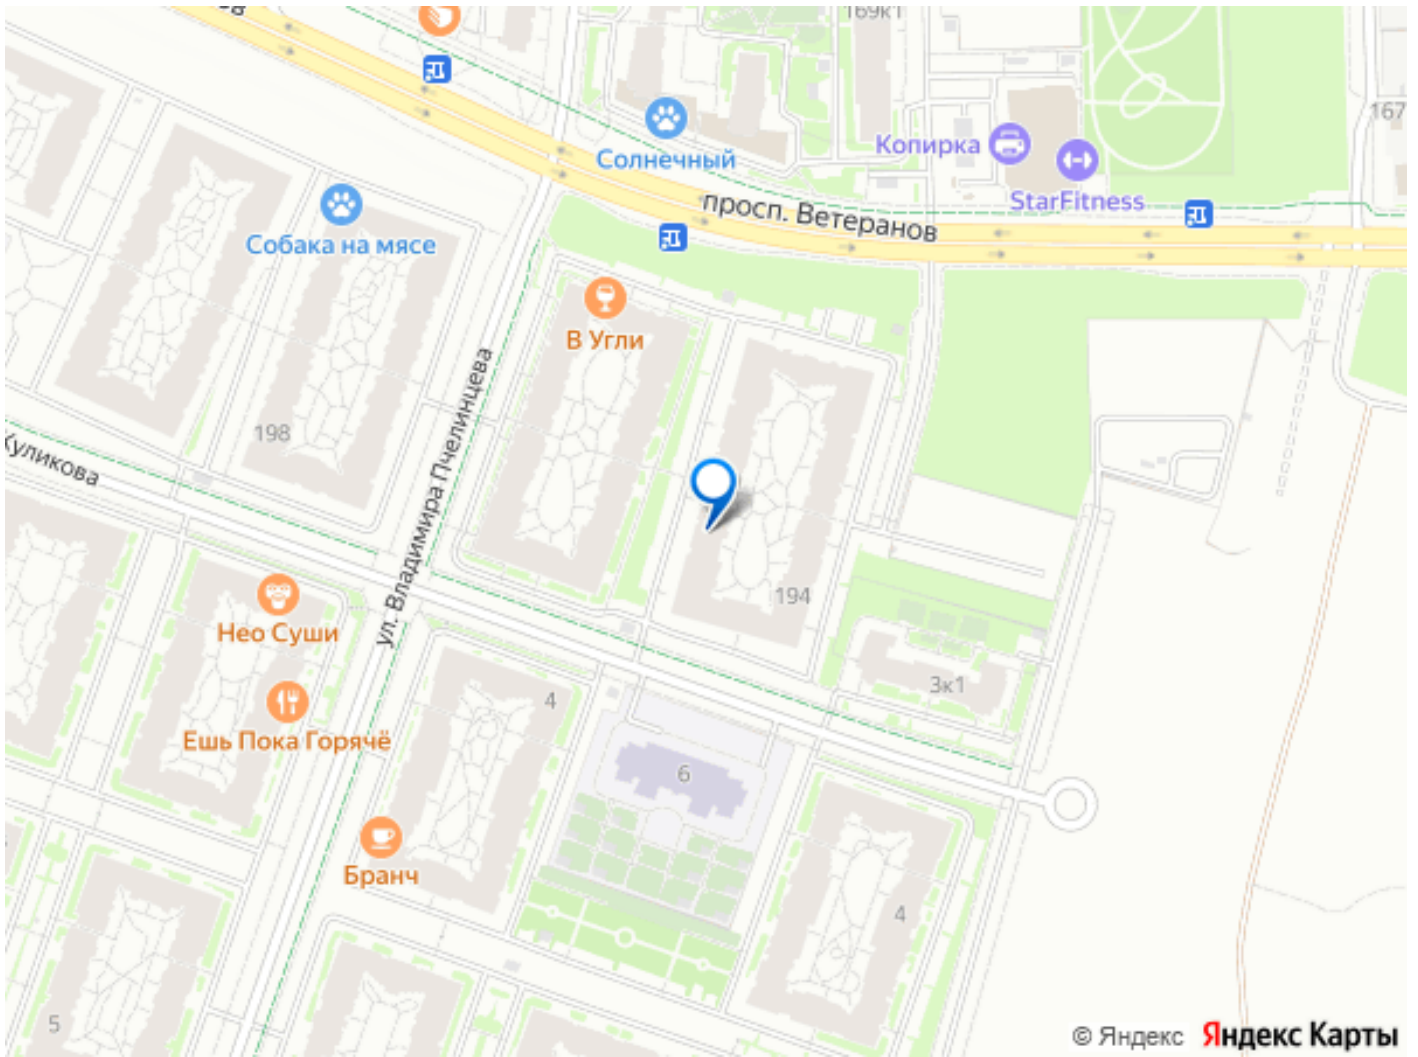 169к1
167
Копирка
Солнечный
StarFitness
просп. Ветеранов
Собака на мясе
В Угли
ул. Владимира Пчелинцева
198
Куликова
194
Нео Суши
3к1
4
Ешь Пока Горячё
6
Бранч
4
5
© Яндекс Яндекс Карты